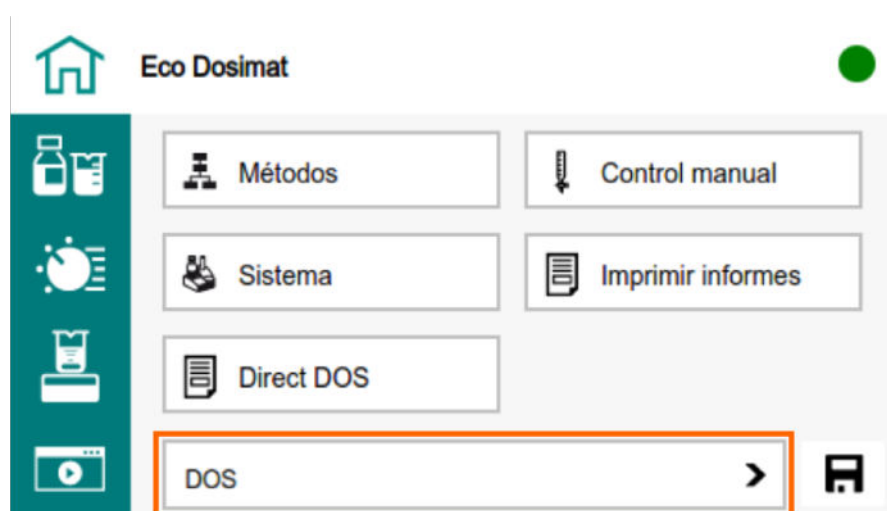 Eco Dosimat
Métodos
Control manual
Sistema
Imprimir informes
Direct DOS
DOS